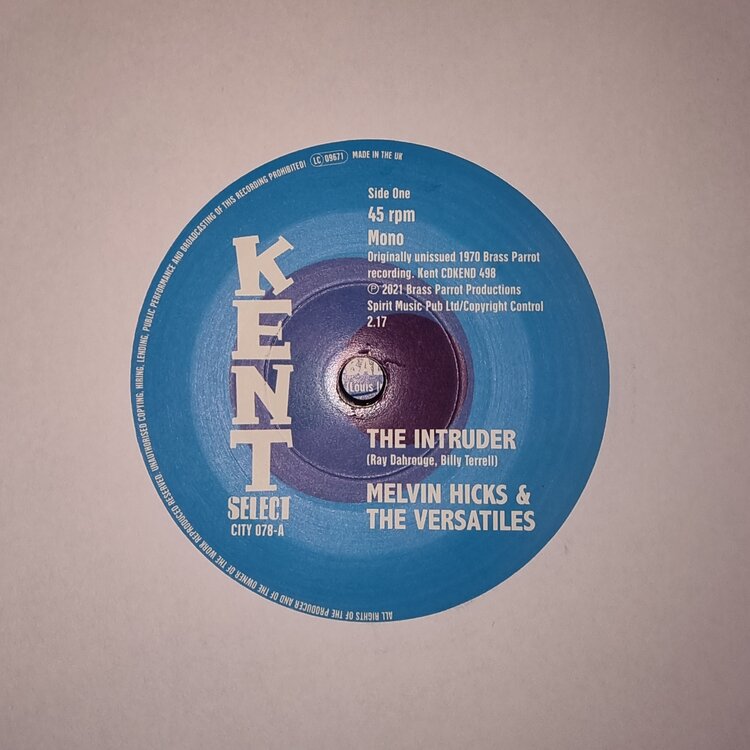 UNAUTHORISED COPYING, HIRING, LENDING, PUBLIC PERFORMANCE AND BROADCASTING OF THIS RECORDING PROHIBITED! LC 09671 MADE IN THE UK
Side One
45 rpm
Mono
Originally unissued 1970 Brass Parrot
recording. Kent CDKEND 498
℗ 2021 Brass Parrot Productions
Spirit Music Pub Ltd/Copyright Control
2.17
KENT
SELECT
CITY 078-A
BAL
(Louis
THE INTRUDER
(Ray Dahrouge, Billy Terrell)
MELVIN HICKS &
THE VERSATILES
ALL RIGHTS OF THE PRODUCER AND OF THE OWNER OF THE WORK REPRODUCED RESERVED